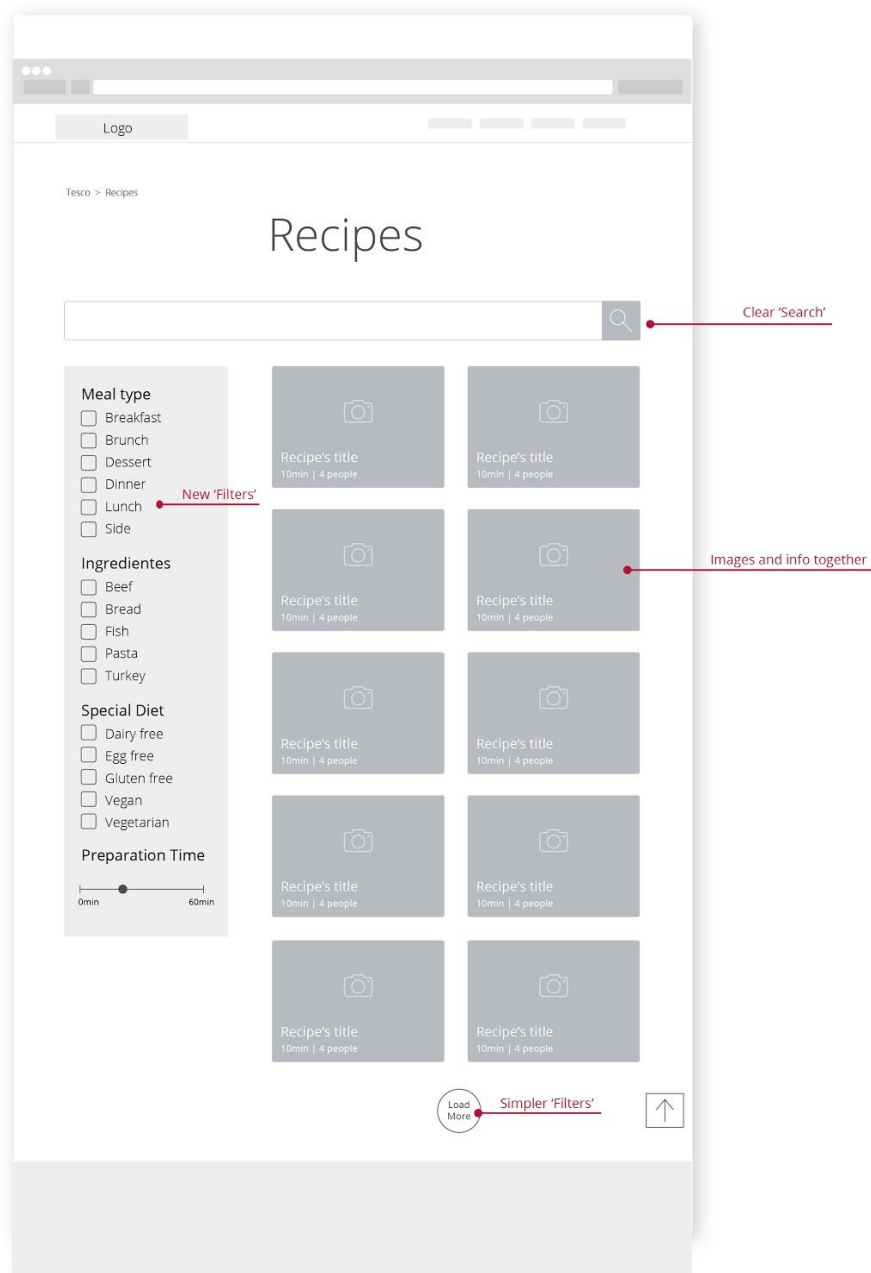 Logo
Tesco > Recipes
Recipes
Clear 'Search'
Meal type
Breakfast
Brunch
Dessert
Dinner
Lunch
Side
New 'Filters'
Ingredientes
Beef
Bread
Fish
Pasta
Turkey
Special Diet
Dairy free
Egg free
Gluten free
Vegan
Vegetarian
Preparation Time
0min 60min
Recipe's title
10min | 4 people
Recipe's title
10min | 4 people
Recipe's title
10min | 4 people
Recipe's title
10min | 4 people
Images and info together
Recipe's title
10min | 4 people
Recipe's title
10min | 4 people
Recipe's title
10min | 4 people
Recipe's title
10min | 4 people
Recipe's title
10min | 4 people
Recipe's title
10min | 4 people
Load
More
Simpler 'Filters'